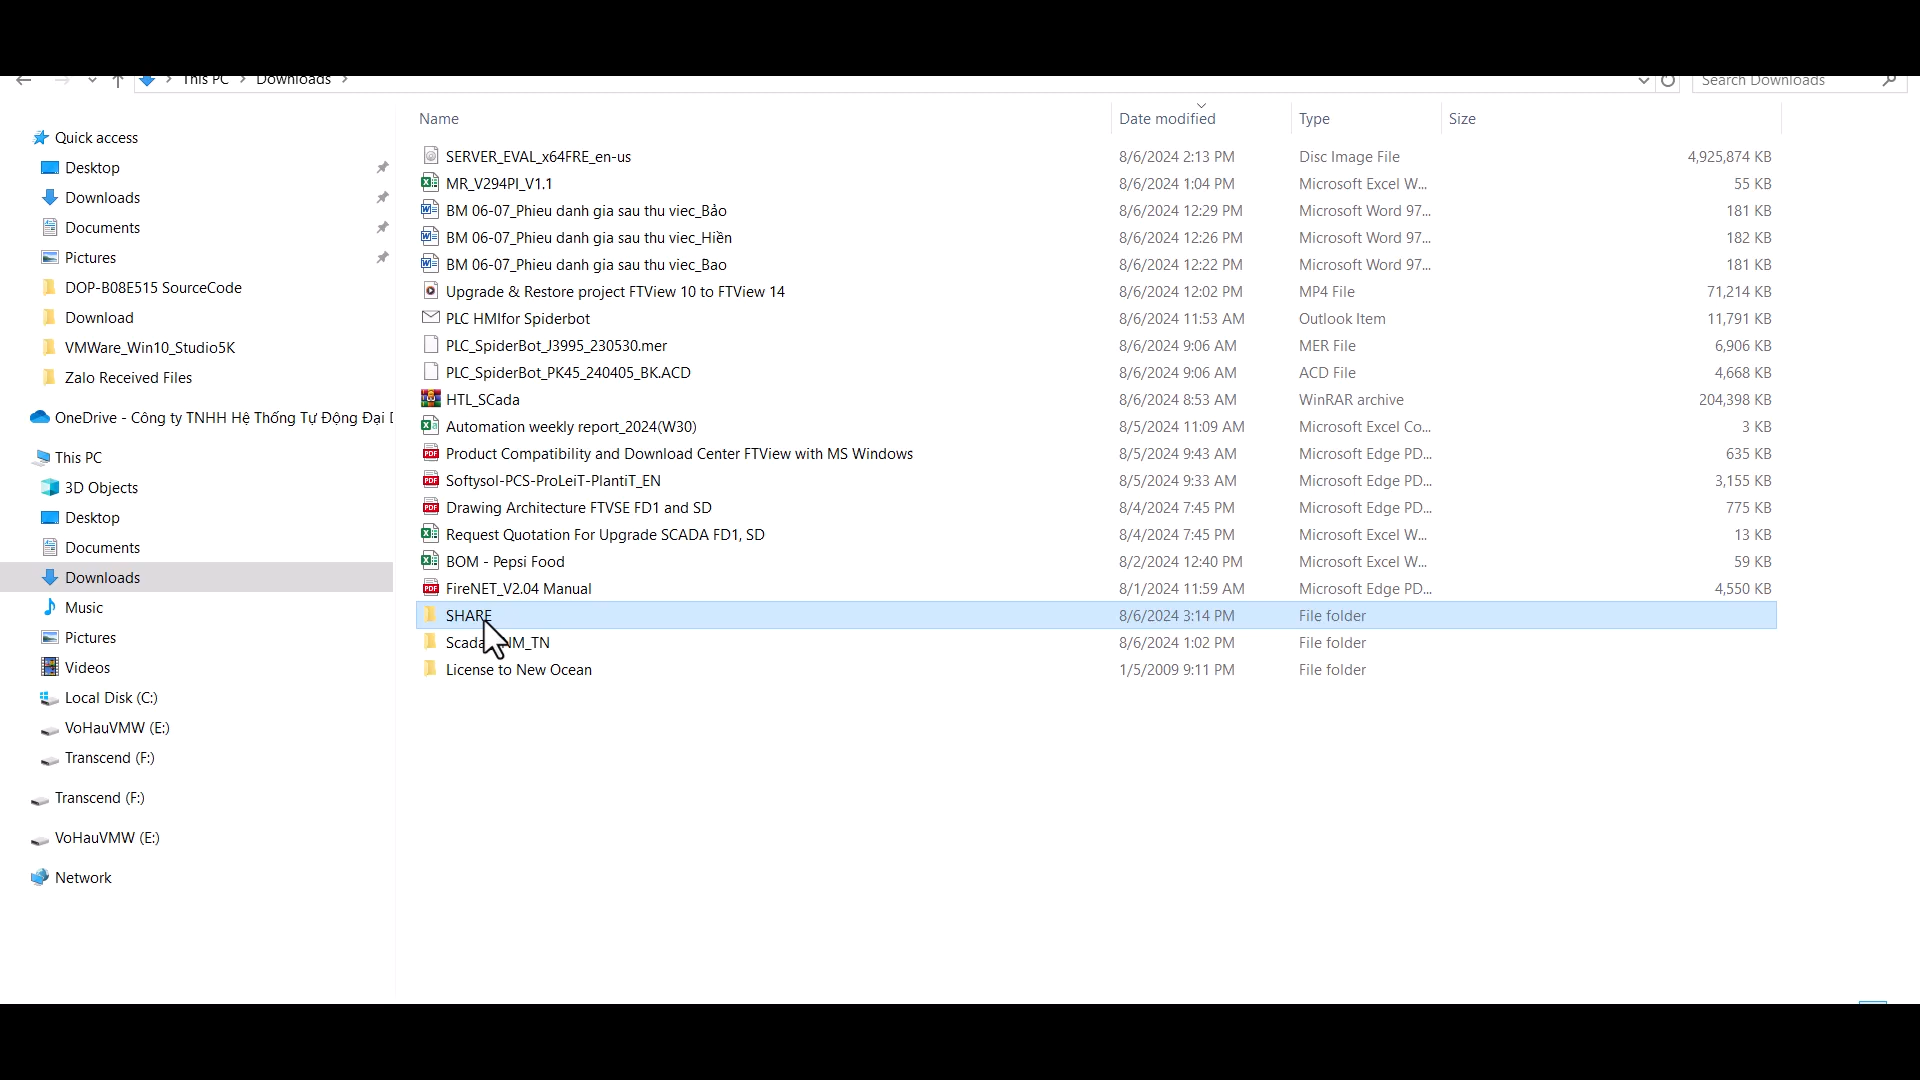 This PC > Downloads >
Search Downloads
Name Date modified Type Size
Quick access
Desktop
Downloads
Documents
Pictures
DOP-B08E515 SourceCode
Download
VMWare_Win10_Studio5K
Zalo Received Files
OneDrive - Công ty TNHH Hệ Thống Tự Động Đại
This PC
3D Objects
Desktop
Documents
Downloads
Music
Pictures
Videos
Local Disk (C:)
VoHauVMW (E:)
Transcend (F:)
Transcend (F:)
VoHauVMW (E:)
Network
SERVER_EVAL_x64FRE_en-us 8/6/2024 2:13 PM Disc Image File 4,925,874 KB
MR_V294PI_V1.1 8/6/2024 1:04 PM Microsoft Excel W... 55 KB
BM 06-07_Phieu danh gia sau thu viec_Bảo 8/6/2024 12:29 PM Microsoft Word 97... 181 KB
BM 06-07_Phieu danh gia sau thu viec_Hiền 8/6/2024 12:26 PM Microsoft Word 97... 182 KB
BM 06-07_Phieu danh gia sau thu viec_Bao 8/6/2024 12:22 PM Microsoft Word 97... 181 KB
Upgrade & Restore project FTView 10 to FTView 14 8/6/2024 12:02 PM MP4 File 71,214 KB
PLC HMIfor Spiderbot 8/6/2024 11:53 AM Outlook Item 11,791 KB
PLC_SpiderBot_J3995_230530.mer 8/6/2024 9:06 AM MER File 6,906 KB
PLC_SpiderBot_PK45_240405_BK.ACD 8/6/2024 9:06 AM ACD File 4,668 KB
HTL_SCada 8/6/2024 8:53 AM WinRAR archive 204,398 KB
Automation weekly report_2024(W30) 8/5/2024 11:09 AM Microsoft Excel Co... 3 KB
Product Compatibility and Download Center FTView with MS Windows 8/5/2024 9:43 AM Microsoft Edge PD... 635 KB
Softysol-PCS-ProLeiT-PlantiT_EN 8/5/2024 9:33 AM Microsoft Edge PD... 3,155 KB
Drawing Architecture FTVSE FD1 and SD 8/4/2024 7:45 PM Microsoft Edge PD... 775 KB
Request Quotation For Upgrade SCADA FD1, SD 8/4/2024 7:45 PM Microsoft Excel W... 13 KB
BOM - Pepsi Food 8/2/2024 12:40 PM Microsoft Excel W... 59 KB
FireNET_V2.04 Manual 8/1/2024 11:59 AM Microsoft Edge PD... 4,550 KB
SHARE 8/6/2024 3:14 PM File folder
8/6/2024 1:02 PM File folder
License to New Ocean 1/5/2009 9:11 PM File folder